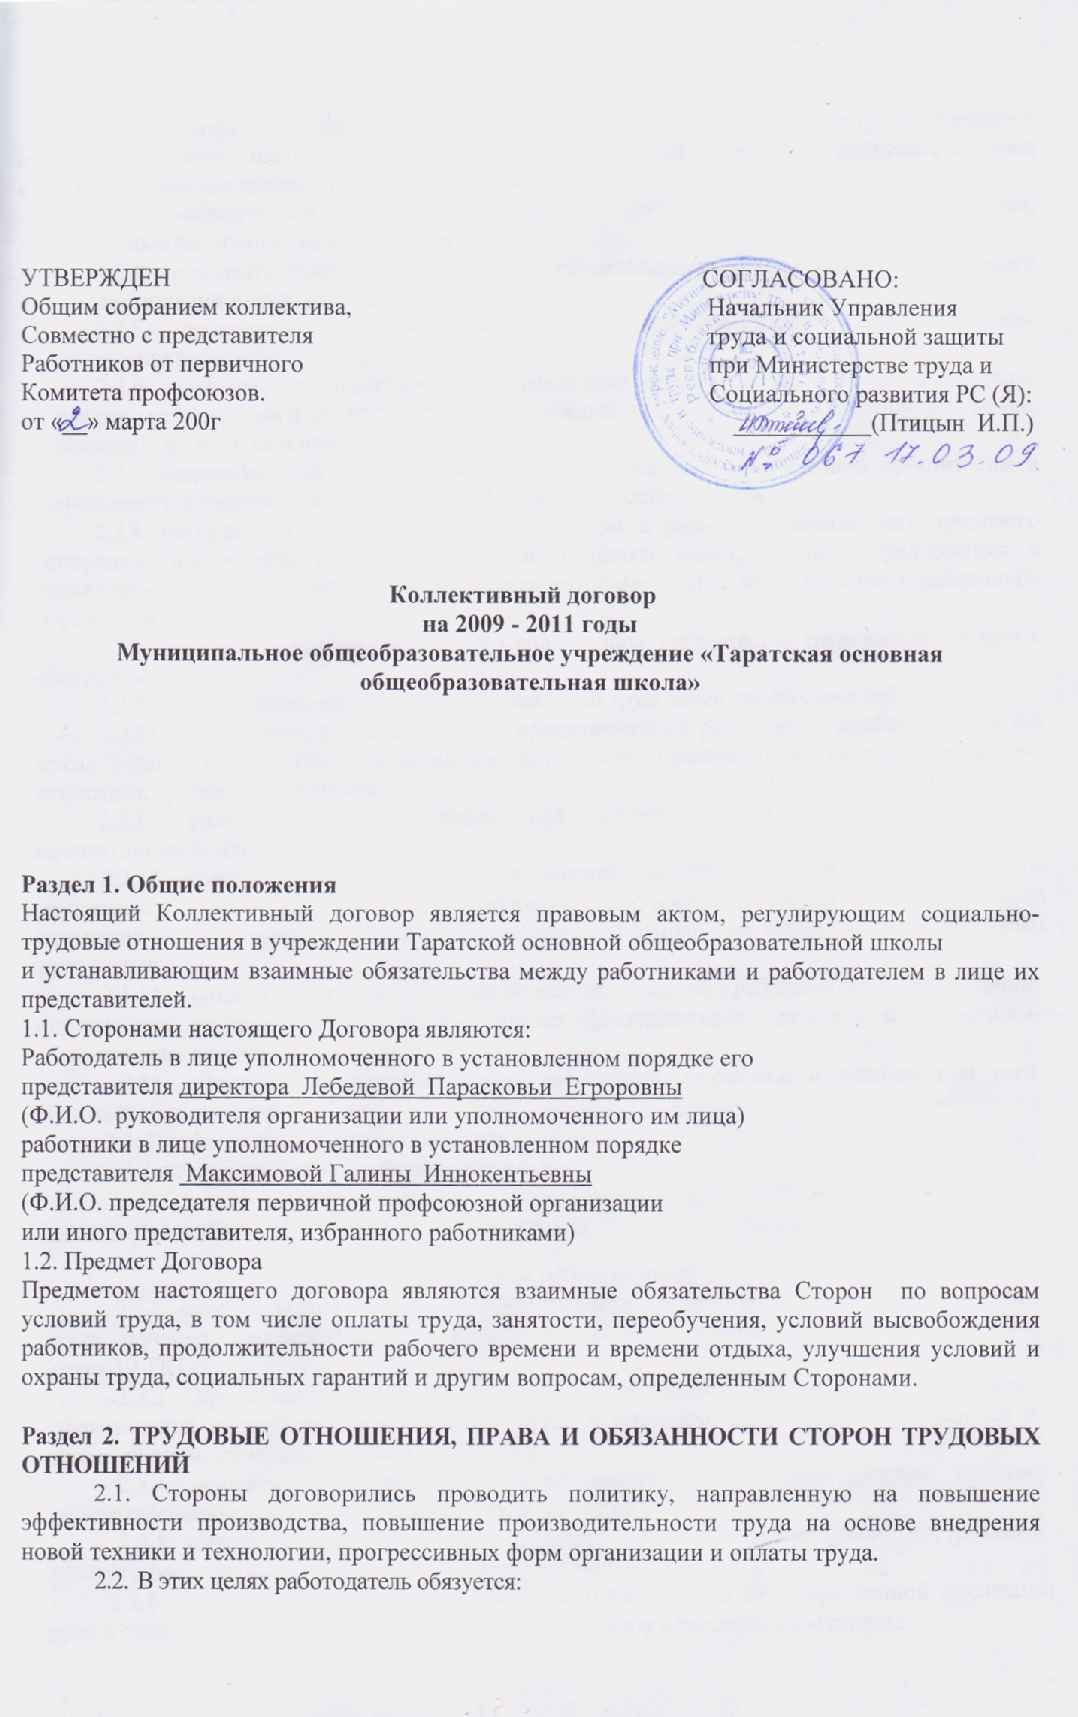 УТВЕРЖДЕН
Общим собранием коллектива,
Совместно с представителя
Работников от первичного
Комитета профсоюзов.
от «2» марта 200г
СОГЛАСОВАНО:
Начальник Управления
труда и социальной защиты
при Министерстве труда и
Социального развития РС (Я):
(Птицын И.П.)
№ 067 17 03 09
Коллективный договор
на 2009 - 2011 годы
Муниципальное общеобразовательное учреждение «Таратская основная
общеобразовательная школа»
Раздел 1. Общие положения
Настоящий Коллективный договор является правовым актом, регулирующим социально-
трудовые отношения в учреждении Таратской основной общеобразовательной школы
и устанавливающим взаимные обязательства между работниками и работодателем в лице их
представителей.
1.1. Сторонами настоящего Договора являются:
Работодатель в лице уполномоченного в установленном порядке его
представителя директора Лебедевой Парасковьи Егроровны
(Ф.И.О. руководителя организации или уполномоченного им лица)
работники в лице уполномоченного в установленном порядке
представителя Максимовой Галины Иннокентьевны
(Ф.И.О. председателя первичной профсоюзной организации
или иного представителя, избранного работниками)
1.2. Предмет Договора
Предметом настоящего договора являются взаимные обязательства Сторон по вопросам
условий труда, в том числе оплаты труда, занятости, переобучения, условий высвобождения
работников, продолжительности рабочего времени и времени отдыха, улучшения условий и
охраны труда, социальных гарантий и другим вопросам, определенным Сторонами.
Раздел 2. ТРУДОВЫЕ ОТНОШЕНИЯ, ПРАВА И ОБЯЗАННОСТИ СТОРОН ТРУДОВЫХ
ОТНОШЕНИЙ
2.1. Стороны договорились проводить политику, направленную на повышение
эффективности производства, повышение производительности труда на основе внедрения
новой техники и технологии, прогрессивных форм организации и оплаты труда.
2.2. В этих целях работодатель обязуется: